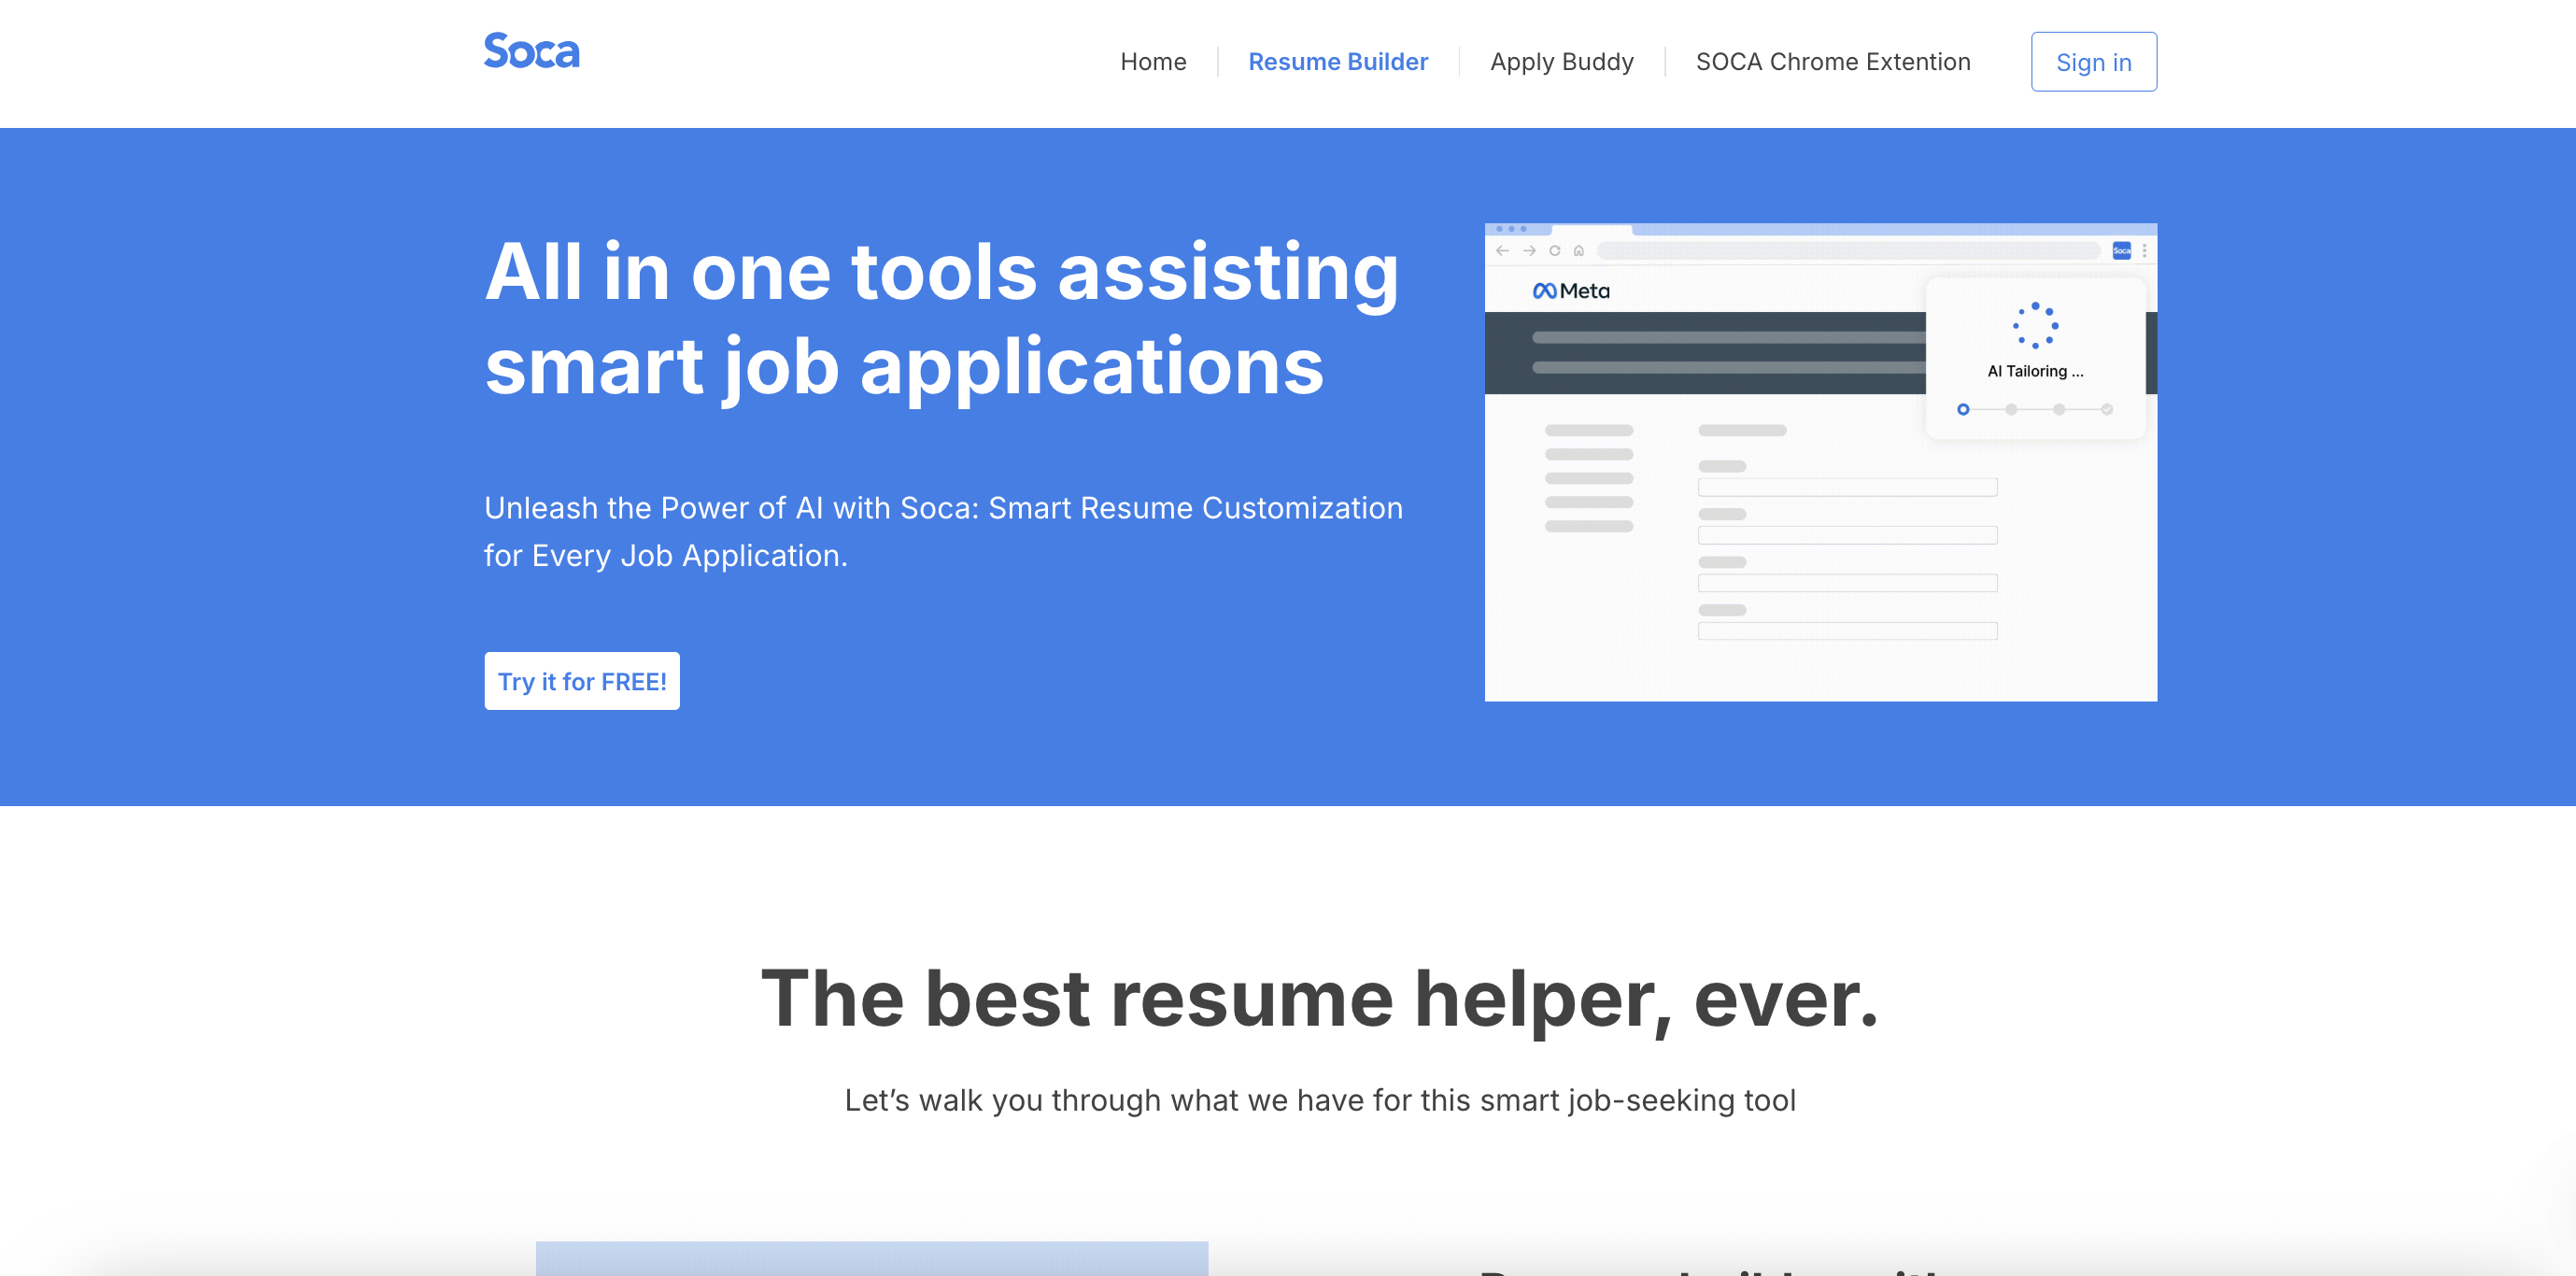 Soca
Home
Resume Builder
Apply Buddy
SOCA Chrome Extention
Sign in
All in one tools assisting
smart job applications
Unleash the Power of AI with Soca: Smart Resume Customization
for Every Job Application.
Try it for FREE!
Soca
Meta
AI Tailoring ...
The best resume helper, ever.
Let’s walk you through what we have for this smart job-seeking tool